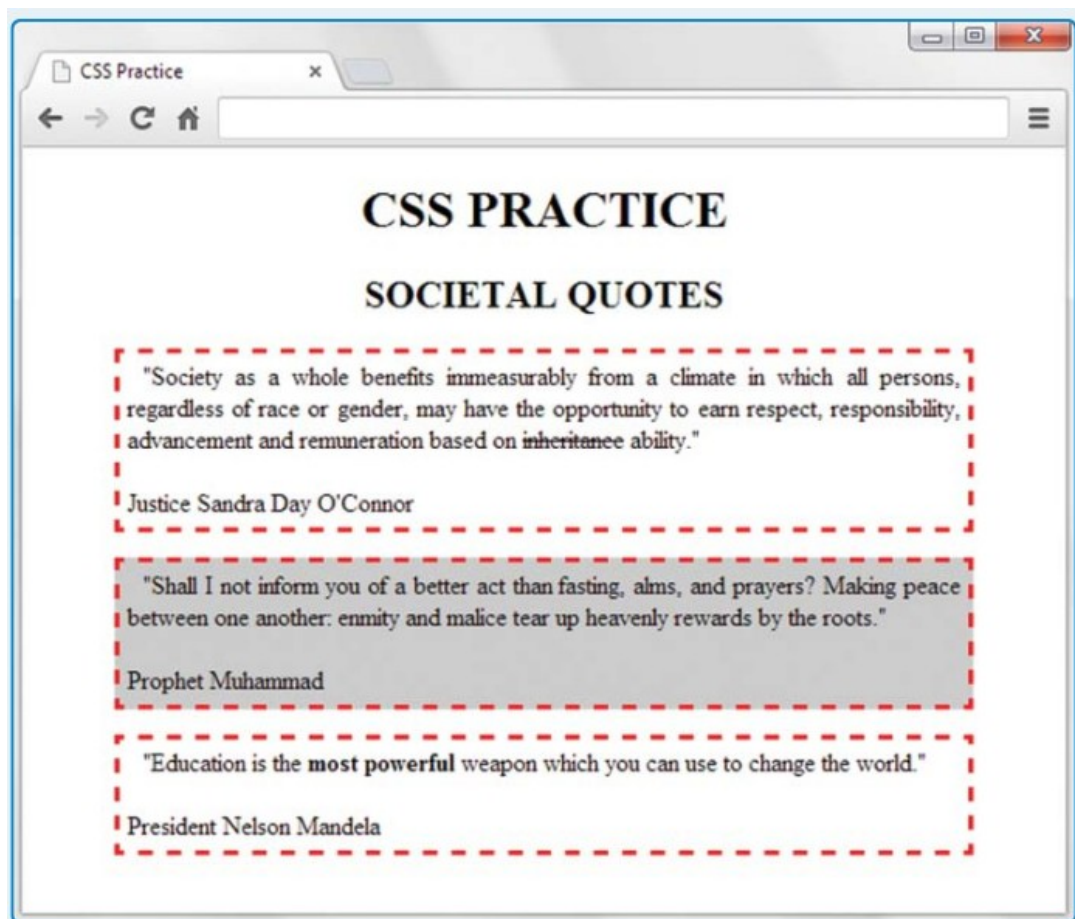 CSS Practice
CSS PRACTICE
SOCIETAL QUOTES
"Society as a whole benefits immeasurably from a climate in which all persons,
regardless of race or gender, may have the opportunity to earn respect, responsibility,
advancement and remuneration based on inheritance ability."
Justice Sandra Day O'Connor
"Shall I not inform you of a better act than fasting, alms, and prayers? Making peace
between one another: enmity and malice tear up heavenly rewards by the roots."
Prophet Muhammad
"Education is the most powerful weapon which you can use to change the world."
President Nelson Mandela